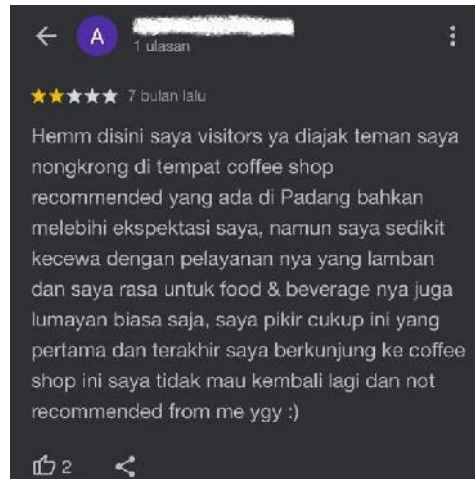 A
1 ulasan
7 bulan lalu
Hemm disini saya visitors ya diajak teman saya
nongkrong di tempat coffee shop
recommended yang ada di Padang bahkan
melebihi ekspektasi saya, namun saya sedikit
kecewa dengan pelayanan nya yang lamban
dan saya rasa untuk food & beverage nya juga
lumayan biasa saja, saya pikir cukup ini yang
pertama dan terakhir saya berkunjung ke coffee
shop ini saya tidak mau kembali lagi dan not
recommended from me ygy :)
2